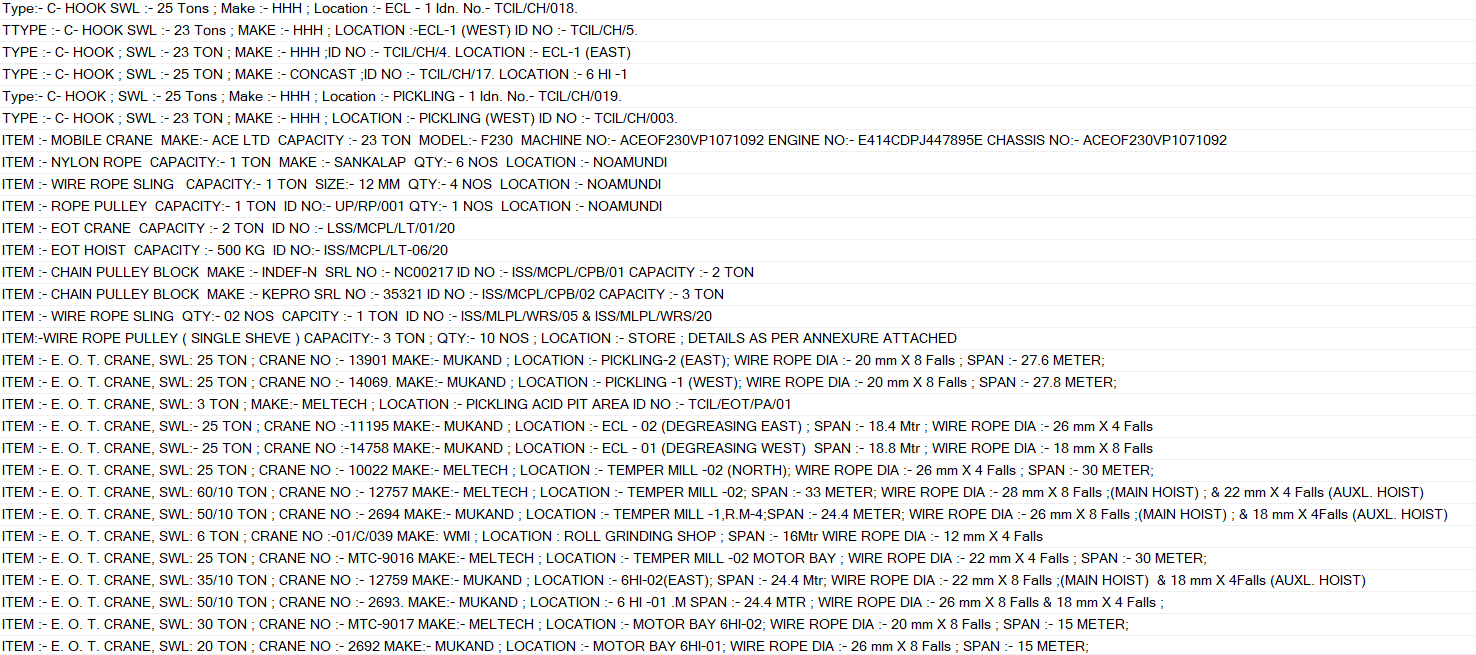 Type:- C- HOOK SWL :- 25 Tons ; Make :- HHH ; Location :- ECL - 1 Idn. No.- TCIL/CH/018.
TTYPE :- C- HOOK SWL :- 23 Tons ; MAKE :- HHH ; LOCATION :-ECL-1 (WEST) ID NO :- TCIL/CH/5.
TYPE :- C- HOOK ; SWL :- 23 TON ; MAKE :- HHH ;ID NO :- TCIL/CH/4. LOCATION :- ECL-1 (EAST)
TYPE :- C- HOOK ; SWL :- 25 TON ; MAKE :- CONCAST ;ID NO :- TCIL/CH/17. LOCATION :- 6 HI -1
Type:- C- HOOK ; SWL :- 25 Tons ; Make :- HHH ; Location :- PICKLING - 1 Idn. No.- TCIL/CH/019.
TYPE :- C- HOOK ; SWL :- 23 TON ; MAKE :- HHH ; LOCATION :- PICKLING (WEST) ID NO :- TCIL/CH/003.
ITEM :- MOBILE CRANE  MAKE:- ACE LTD  CAPACITY :- 23 TON  MODEL:- F230  MACHINE NO:- ACEOF230VP1071092 ENGINE NO:- E414CDPJ447895E CHASSIS NO:- ACEOF230VP1071092
ITEM :- NYLON ROPE  CAPACITY:- 1 TON  MAKE :- SANKALAP  QTY:- 6 NOS  LOCATION :- NOAMUNDI
ITEM :- WIRE ROPE SLING   CAPACITY:- 1 TON  SIZE:- 12 MM  QTY:- 4 NOS  LOCATION :- NOAMUNDI
ITEM :- ROPE PULLEY  CAPACITY:- 1 TON  ID NO:- UP/RP/001 QTY:- 1 NOS  LOCATION :- NOAMUNDI
ITEM :- EOT CRANE  CAPACITY :- 2 TON  ID NO :- LSS/MCPL/LT/01/20
ITEM :- EOT HOIST  CAPACITY :- 500 KG  ID NO:- ISS/MCPL/LT-06/20
ITEM :- CHAIN PULLEY BLOCK  MAKE :- INDEF-N  SRL NO :- NC00217 ID NO :- ISS/MCPL/CPB/01 CAPACITY :- 2 TON
ITEM :- CHAIN PULLEY BLOCK  MAKE :- KEPRO SRL NO :- 35321 ID NO :- ISS/MCPL/CPB/02 CAPACITY :- 3 TON
ITEM :- WIRE ROPE SLING  QTY:- 02 NOS  CAPCITY :- 1 TON  ID NO :- ISS/MLPL/WRS/05 & ISS/MLPL/WRS/20
ITEM:-WIRE ROPE PULLEY ( SINGLE SHEVE ) CAPACITY:- 3 TON ; QTY:- 10 NOS ; LOCATION :- STORE ; DETAILS AS PER ANNEXURE ATTACHED
ITEM :- E. O. T. CRANE, SWL: 25 TON ; CRANE NO :- 13901 MAKE:- MUKAND ; LOCATION :- PICKLING-2 (EAST); WIRE ROPE DIA :- 20 mm X 8 Falls ; SPAN :- 27.6 METER;
ITEM :- E. O. T. CRANE, SWL: 25 TON ; CRANE NO :- 14069. MAKE:- MUKAND ; LOCATION :- PICKLING -1 (WEST); WIRE ROPE DIA :- 20 mm X 8 Falls ; SPAN :- 27.8 METER;
ITEM :- E. O. T. CRANE, SWL: 3 TON ; MAKE:- MELTECH ; LOCATION :- PICKLING ACID PIT AREA ID NO :- TCIL/EOT/PA/01
ITEM :- E. O. T. CRANE, SWL:- 25 TON ; CRANE NO :-11195 MAKE:- MUKAND ; LOCATION :- ECL - 02 (DEGREASING EAST) ; SPAN :- 18.4 Mtr ; WIRE ROPE DIA :- 26 mm X 4 Falls
ITEM :- E. O. T. CRANE, SWL:- 25 TON ; CRANE NO :-14758 MAKE:- MUKAND ; LOCATION :- ECL - 01 (DEGREASING WEST)  SPAN :- 18.8 Mtr ; WIRE ROPE DIA :- 18 mm X 8 Falls
ITEM :- E. O. T. CRANE, SWL: 25 TON ; CRANE NO :- 10022 MAKE:- MELTECH ; LOCATION :- TEMPER MILL -02 (NORTH); WIRE ROPE DIA :- 26 mm X 4 Falls ; SPAN :- 30 METER;
ITEM :- E. O. T. CRANE, SWL: 60/10 TON ; CRANE NO :- 12757 MAKE:- MELTECH ; LOCATION :- TEMPER MILL -02; SPAN :- 33 METER; WIRE ROPE DIA :- 28 mm X 8 Falls ;(MAIN HOIST) ; & 22 mm X 4 Falls (AUXL. HOIST)
ITEM :- E. O. T. CRANE, SWL: 50/10 TON ; CRANE NO :- 2694 MAKE:- MUKAND ; LOCATION :- TEMPER MILL -1,R.M-4;SPAN :- 24.4 METER; WIRE ROPE DIA :- 26 mm X 8 Falls ;(MAIN HOIST) ; & 18 mm X 4Falls (AUXL. HOIST)
ITEM :- E. O. T. CRANE, SWL: 6 TON ; CRANE NO :-01/C/039 MAKE: WMI ; LOCATION : ROLL GRINDING SHOP ; SPAN :- 16Mtr WIRE ROPE DIA :- 12 mm X 4 Falls
ITEM :- E. O. T. CRANE, SWL: 25 TON ; CRANE NO :- MTC-9016 MAKE:- MELTECH ; LOCATION :- TEMPER MILL -02 MOTOR BAY ; WIRE ROPE DIA :- 22 mm X 4 Falls ; SPAN :- 30 METER;
ITEM :- E. O. T. CRANE, SWL: 35/10 TON ; CRANE NO :- 12759 MAKE:- MUKAND ; LOCATION :- 6HI-02(EAST); SPAN :- 24.4 Mtr; WIRE ROPE DIA :- 22 mm X 8 Falls ;(MAIN HOIST)  & 18 mm X 4Falls (AUXL. HOIST)
ITEM :- E. O. T. CRANE, SWL: 50/10 TON ; CRANE NO :- 2693. MAKE:- MUKAND ; LOCATION :- 6 HI -01 .M SPAN :- 24.4 MTR ; WIRE ROPE DIA :- 26 mm X 8 Falls & 18 mm X 4 Falls ;
ITEM :- E. O. T. CRANE, SWL: 30 TON ; CRANE NO :- MTC-9017 MAKE:- MELTECH ; LOCATION :- MOTOR BAY 6HI-02; WIRE ROPE DIA :- 20 mm X 8 Falls ; SPAN :- 15 METER;
ITEM :- E. O. T. CRANE, SWL: 20 TON ; CRANE NO :- 2692 MAKE:- MUKAND ; LOCATION :- MOTOR BAY 6HI-01; WIRE ROPE DIA :- 26 mm X 8 Falls ; SPAN :- 15 METER;